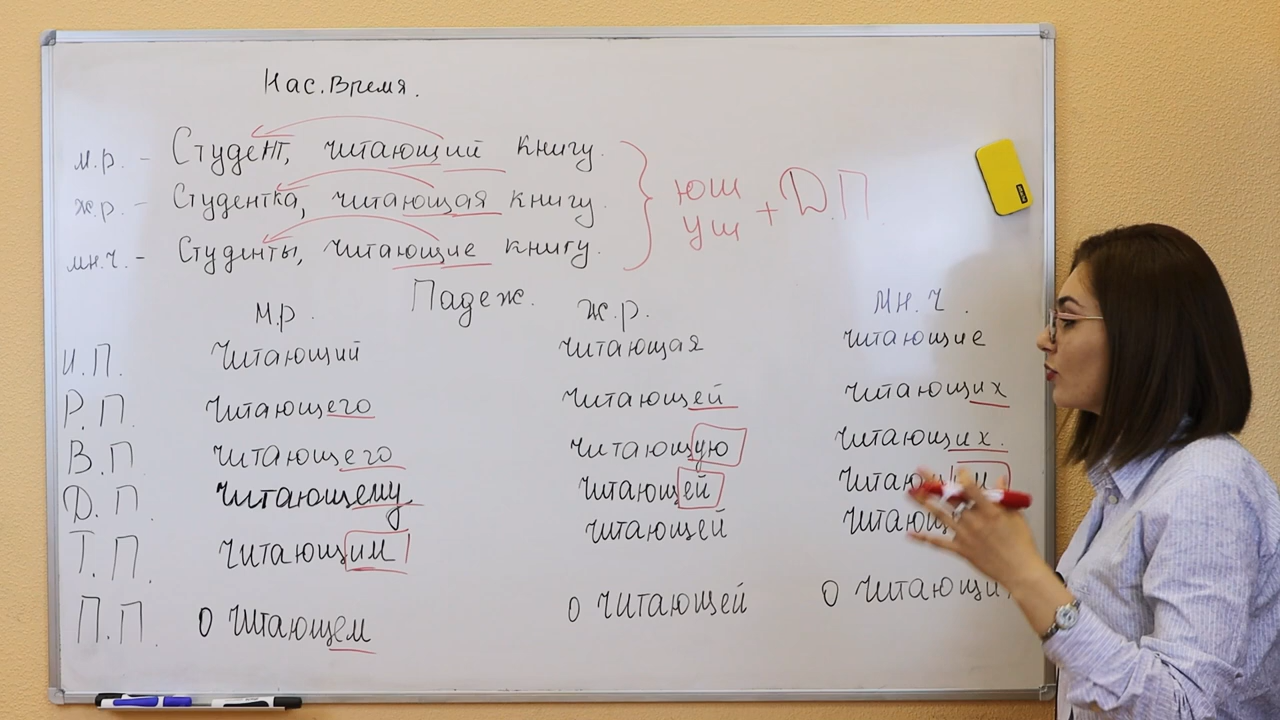 Нас. Время.
м.р. - Студент, читающий книгу.
ж.р. - Студентка, читающая книгу.
мн.ч. - Студенты, читающие книгу.
ющ
ущ + Д.П.
Падеж.
м.р. ж.р. мн.ч.
И.П. Читающий читающая читающие
Р.П. Читающего Читающей Читающих
В.П. Читающего Читающую Читающих.
Д.П. Читающему Читающей
Т.П. Читающим Читающей
П.П. о Читающем о Читающей о Читающих